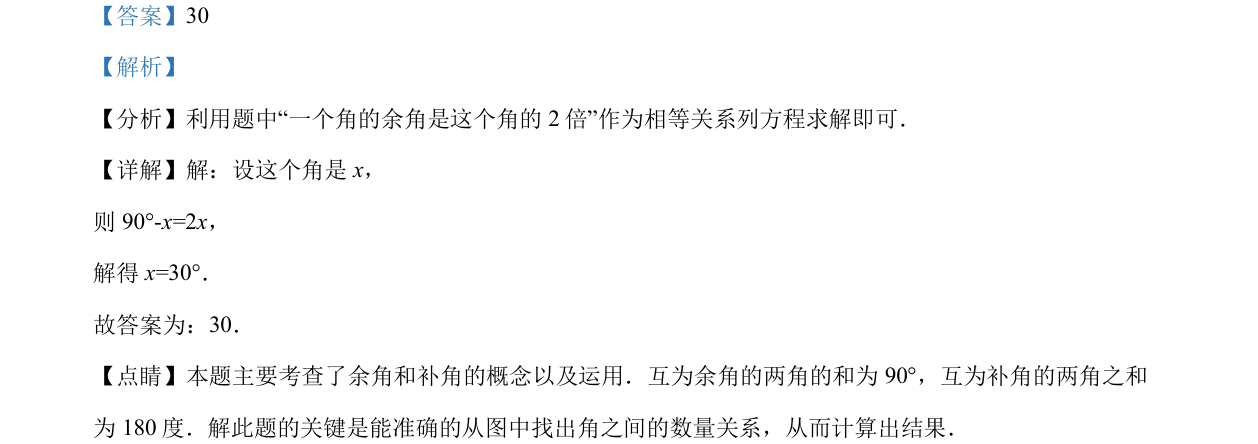 【答案】30
【解析】
【分析】利用题中“一个角的余角是这个角的 2 倍”作为相等关系列方程求解即可．
【详解】解：设这个角是 x，
则 90°-x=2x，
解得 x=30°．
故答案为：30．
【点睛】本题主要考查了余角和补角的概念以及运用．互为余角的两角的和为 90°，互为补角的两角之和
为 180 度．解此题的关键是能准确的从图中找出角之间的数量关系，从而计算出结果．